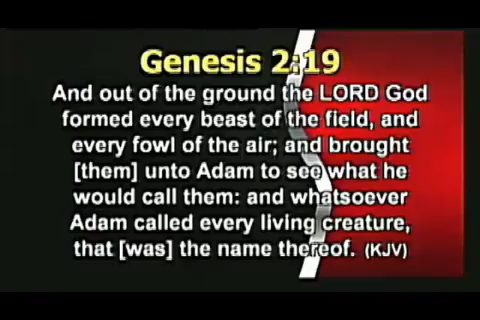 Genesis 2:19
And out of the ground the LORD God
formed every beast of the field, and
every fowl of the air; and brought
[them] unto Adam to see what he
would call them: and whatsoever
Adam called every living creature,
that [was] the name thereof. (KJV)